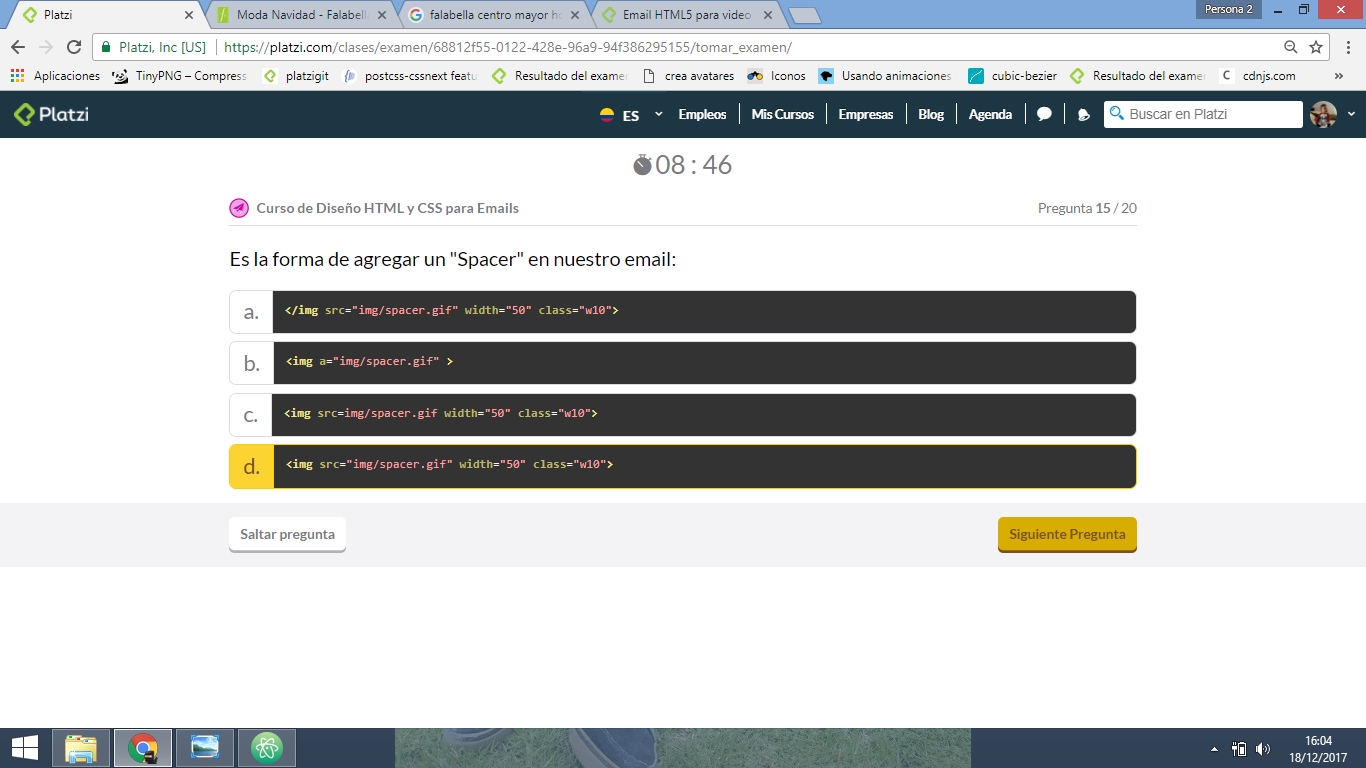 Platzi
Moda Navidad - Falabell
falabella centro mayor ho
Email HTML5 para video
Persona 2
Platzi, Inc [US]
https://platzi.com/clases/examen/68812f55-0122-428e-96a9-94f386295155/tomar_examen/
Aplicaciones
TinyPNG – Compress
platzigit
postcss-cssnext featu
Resultado del exame
crea avatares
Iconos
Usando animaciones
cubic-bezier
Resultado del exame
C cdnjs.com
»
Platzi
ES
Empleos
Mis Cursos
Empresas
Blog
Agenda
Buscar en Platzi
08 : 46
Curso de Diseño HTML y CSS para Emails
Pregunta 15 / 20
Es la forma de agregar un "Spacer" en nuestro email:
a. </img src="img/spacer.gif" width="50" class="w10">
b. <img a="img/spacer.gif" >
c. <img src=img/spacer.gif width="50" class="w10">
d. <img src="img/spacer.gif" width="50" class="w10">
Saltar pregunta
Siguiente Pregunta
16:04
18/12/2017